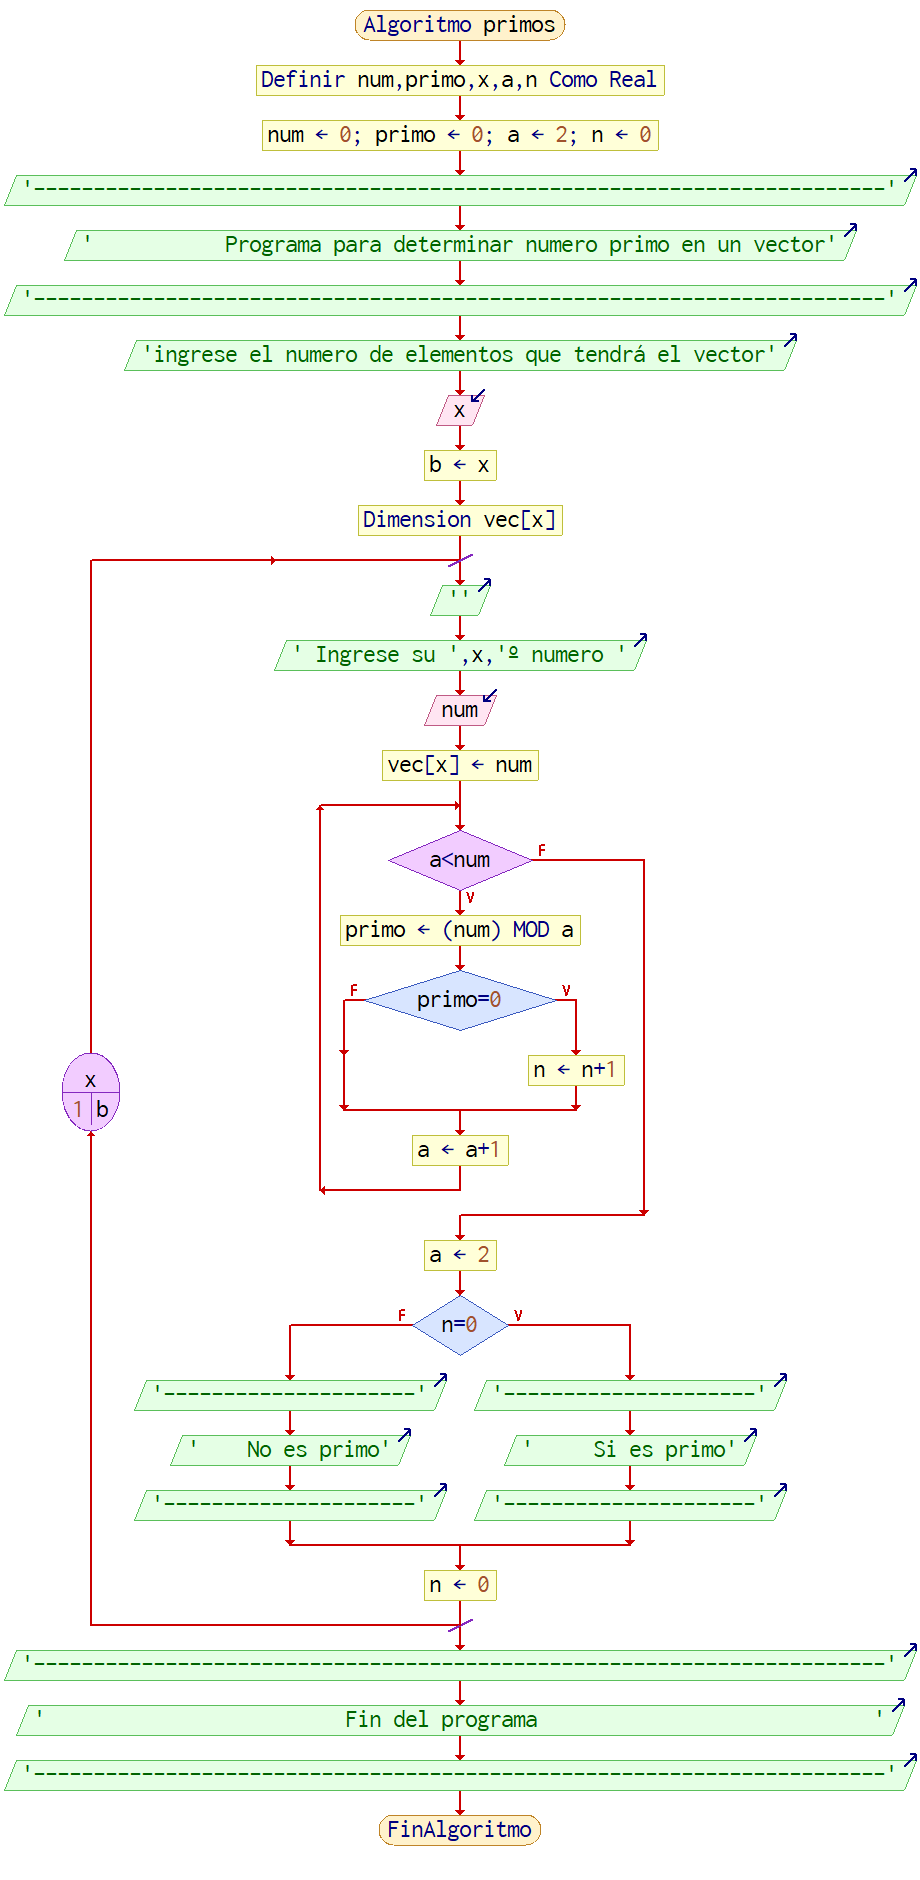 Algoritmo primos
Definir num,primo,x,a,n Como Real
num ← 0; primo ← 0; a ← 2; n ← 0
'-----------------------------------------------------------------------'
'           Programa para determinar numero primo en un vector'
'-----------------------------------------------------------------------'
'ingrese el numero de elementos que tendrá el vector'
x
b ← x
Dimension vec[x]
''
' Ingrese su ',x,'º numero '
num
vec[x] ← num
a<num
F
V
primo ← (num) MOD a
primo=0
F
V
n ← n+1
x
1 b
a ← a+1
a ← 2
n=0
F
V
'---------------------'
'---------------------'
'    No es primo'
'     Si es primo'
'---------------------'
'---------------------'
n ← 0
'-----------------------------------------------------------------------'
'                         Fin del programa                            '
'-----------------------------------------------------------------------'
FinAlgoritmo